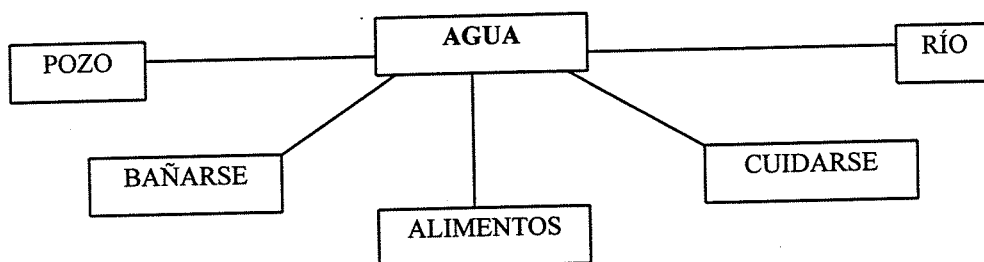 AGUA
POZO
RÍO
BAÑARSE
CUIDARSE
ALIMENTOS